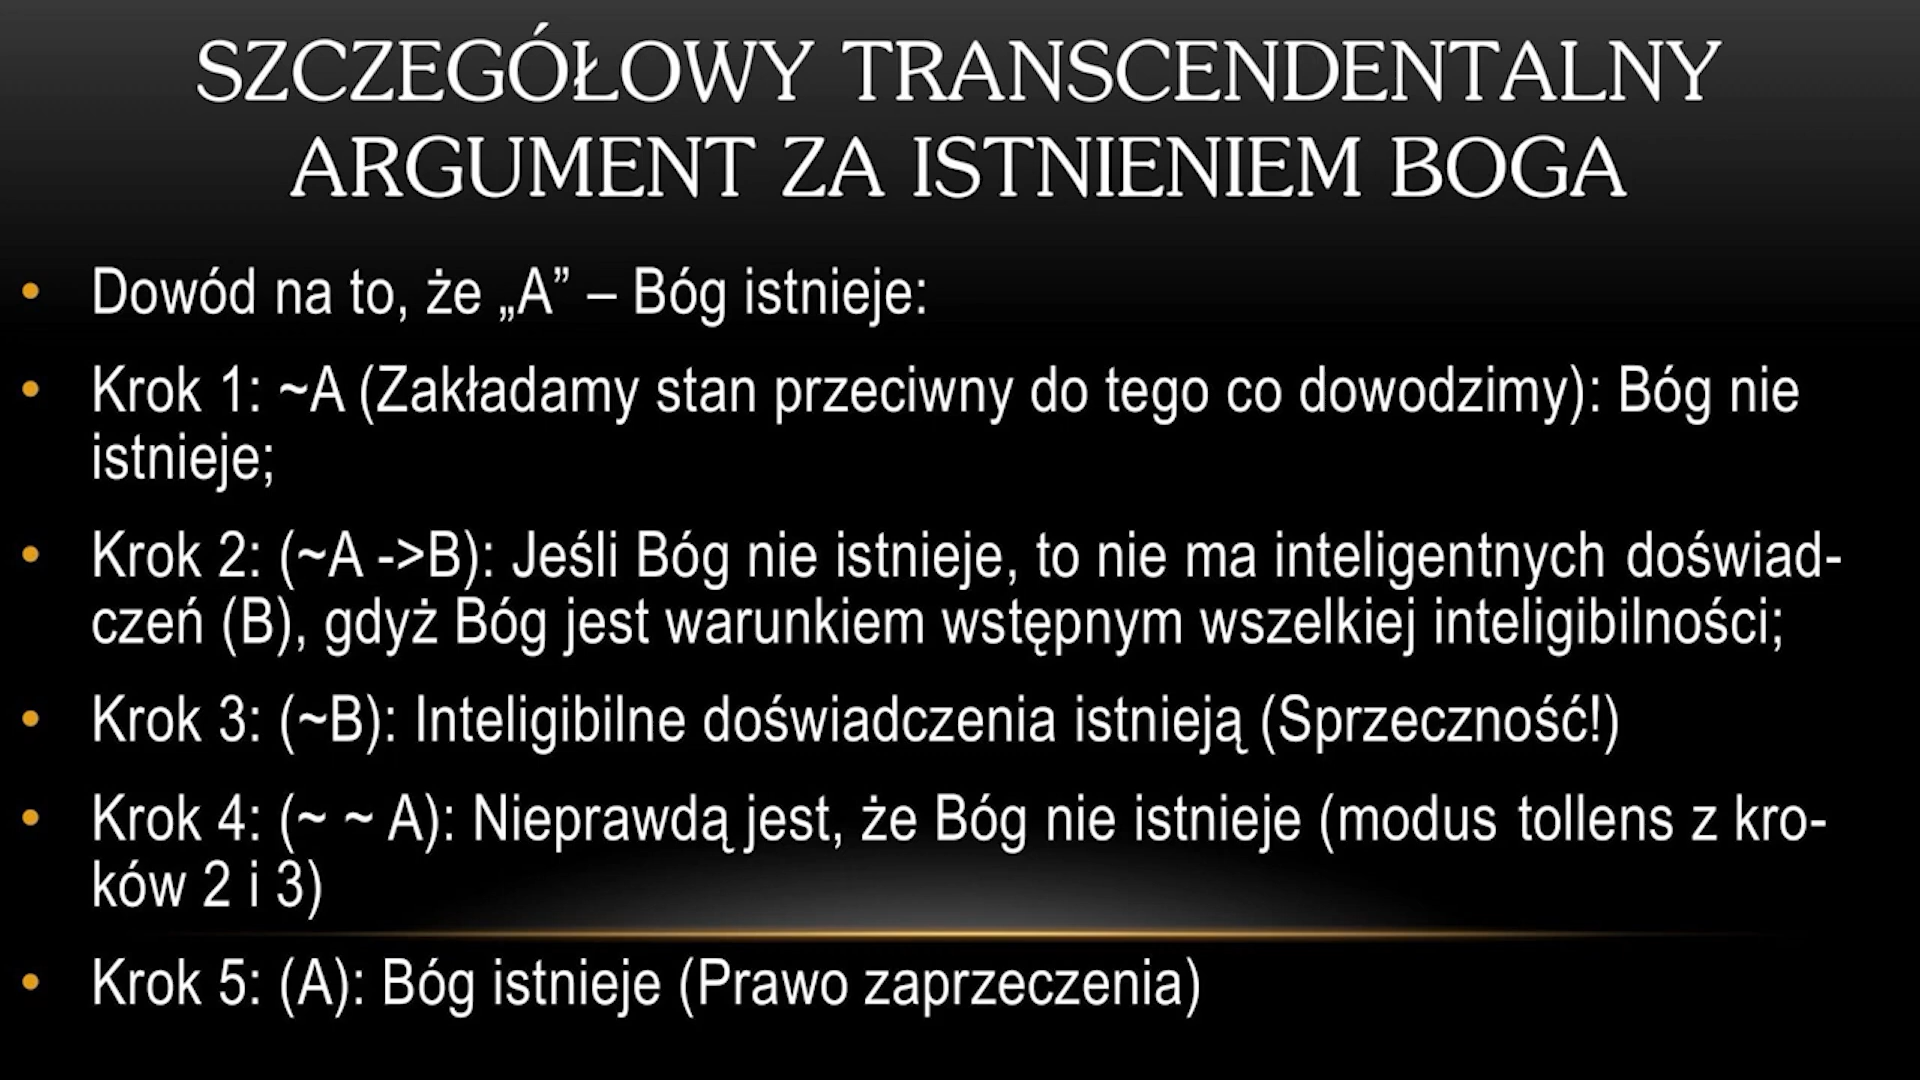 SZCZEGÓŁOWY TRANSCENDENTALNY
ARGUMENT ZA ISTNIENIEM BOGA
• Dowód na to, że „A” – Bóg istnieje:
• Krok 1: ~A (Zakładamy stan przeciwny do tego co dowodzimy): Bóg nie
istnieje;
• Krok 2: (~A ->B): Jeśli Bóg nie istnieje, to nie ma inteligentnych doświad-
czeń (B), gdyż Bóg jest warunkiem wstępnym wszelkiej inteligibilności;
• Krok 3: (~B): Inteligibilne doświadczenia istnieją (Sprzeczność!)
• Krok 4: (~ ~ A): Nieprawdą jest, że Bóg nie istnieje (modus tollens z kro-
ków 2 i 3)
• Krok 5: (A): Bóg istnieje (Prawo zaprzeczenia)